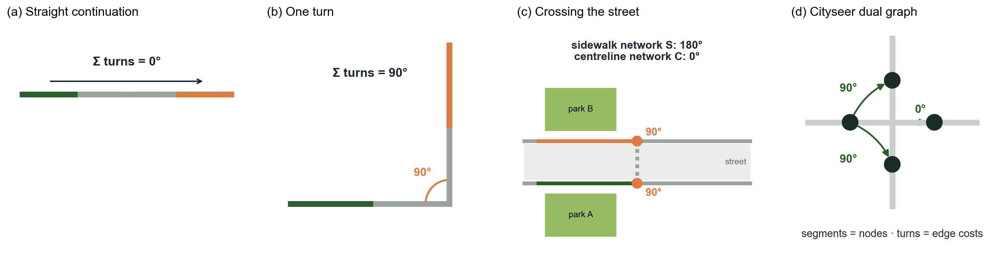 (a) Straight continuation
Σ turns = 0°
(b) One turn
Σ turns = 90°
90°
(c) Crossing the street
sidewalk network S: 180°
centreline network C: 0°
park B
90°
street
90°
park A
(d) Cityseer dual graph
90°
0°
90°
segments = nodes · turns = edge costs